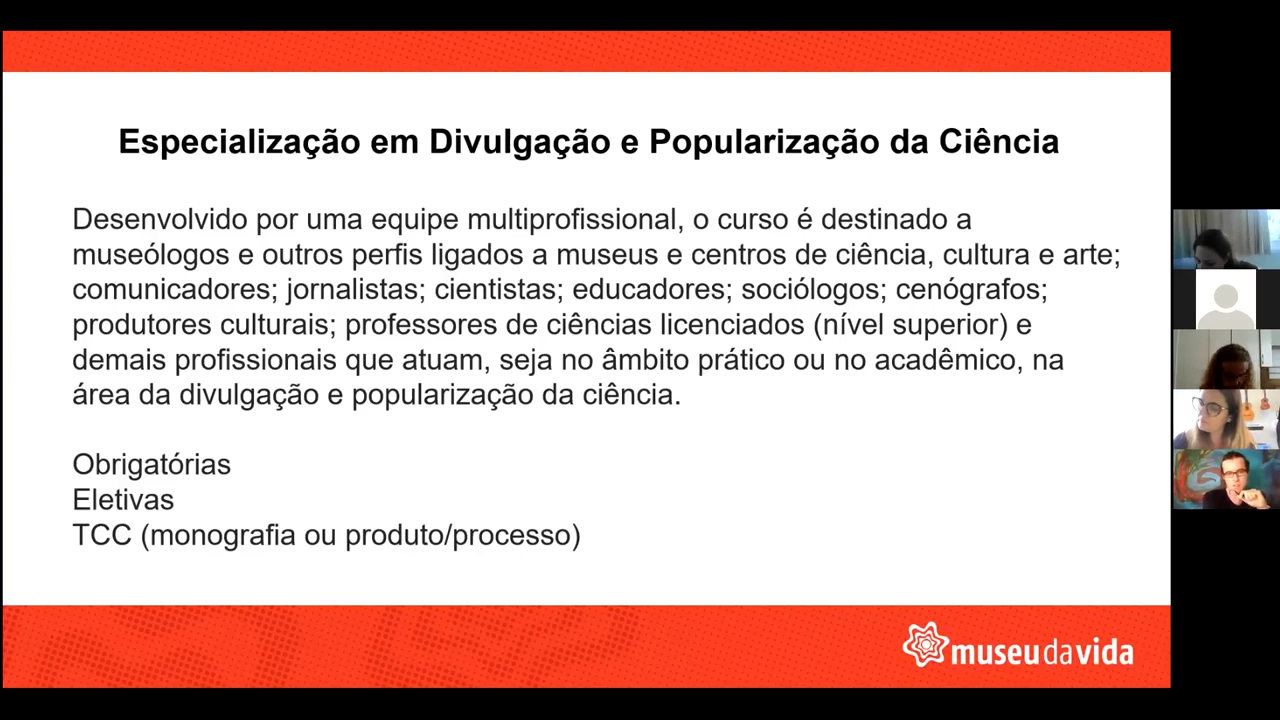 Especialização em Divulgação e Popularização da Ciência
Desenvolvido por uma equipe multiprofissional, o curso é destinado a
museólogos e outros perfis ligados a museus e centros de ciência, cultura e arte;
comunicadores; jornalistas; cientistas; educadores; sociólogos; cenógrafos;
produtores culturais; professores de ciências licenciados (nível superior) e
demais profissionais que atuam, seja no âmbito prático ou no acadêmico, na
área da divulgação e popularização da ciência.
Obrigatórias
Eletivas
TCC (monografia ou produto/processo)
museudavida